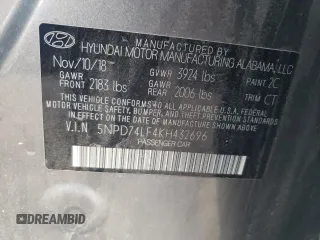 MANUFACTURED BY
HYUNDAI MOTOR MANUFACTURING ALABAMA, LLC
Nov/10/18
GVWR 3924 lbs
PAINT 2C
GAWR FRONT 2183 lbs
GAWR REAR 2006 lbs
TRIM CT
THIS VEHICLE CONFORMS TO ALL APPLICABLE U.S.A. FEDERAL
MOTOR VEHICLE SAFETY, BUMPER, AND THEFT PREVENTION
STANDARDS IN EFFECT ON THE DATE OF MANUFACTURE SHOWN ABOVE.
V.I.N 5NPD74LF4KH432696
PASSENGER CAR
DREAMBID